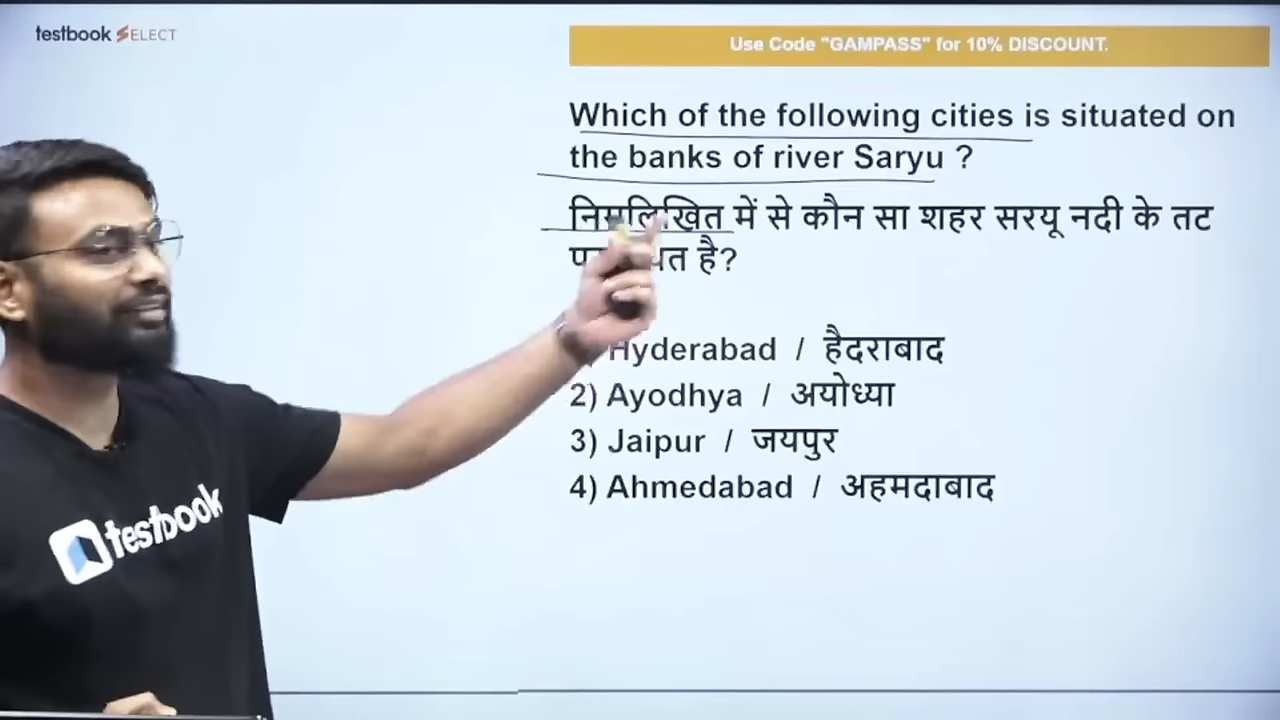 testbook SELECT
Use Code "GAMPASS" for 10% DISCOUNT.
Which of the following cities is situated on
the banks of river Saryu ?
निम्नलिखित में से कौन सा शहर सरयू नदी के तट
है?
Hyderabad / हैदराबाद
2) Ayodhya / अयोध्या
3) Jaipur / जयपुर
4) Ahmedabad / अहमदाबाद
testbook